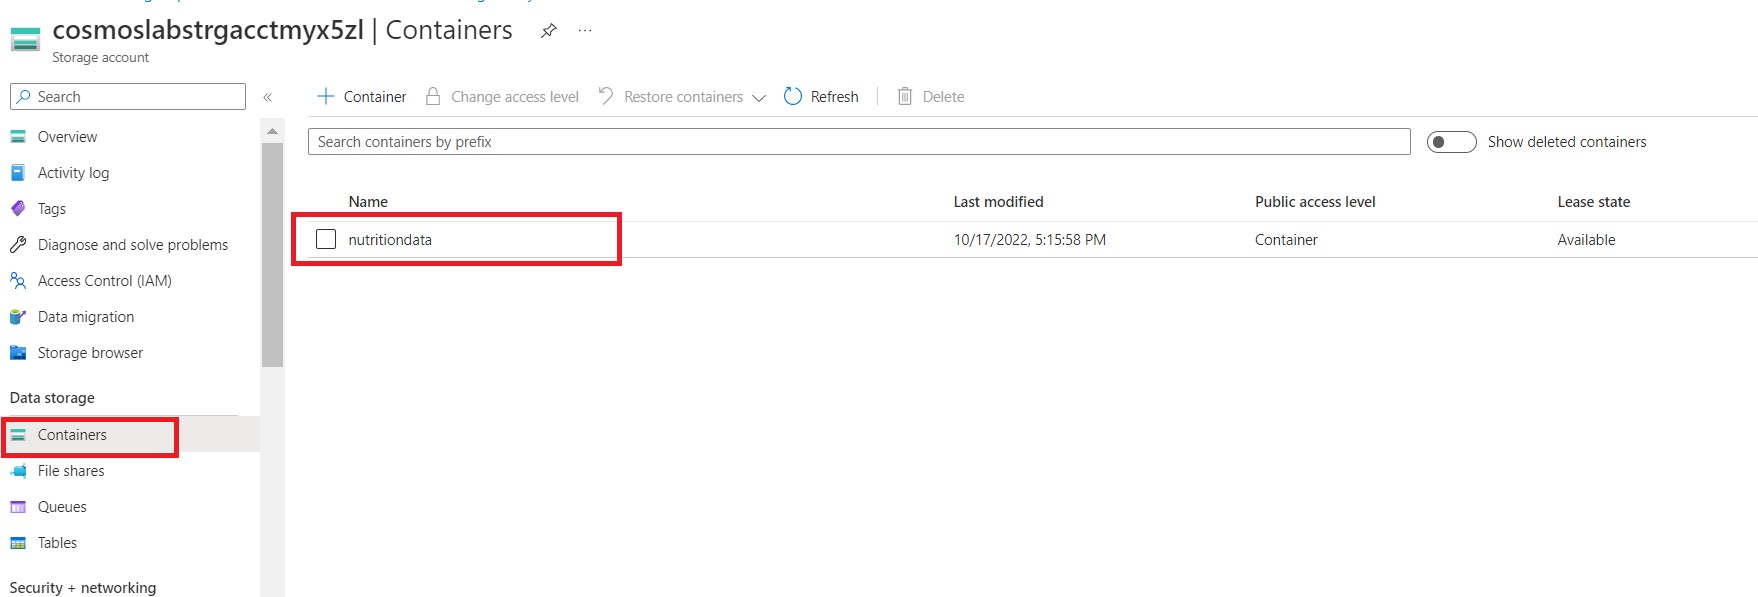 cosmoslabstrgacctmyx5zl | Containers
Storage account
Search
Container
Change access level
Restore containers
Refresh
Delete
Overview
Activity log
Tags
Diagnose and solve problems
Access Control (IAM)
Data migration
Storage browser
Data storage
Containers
File shares
Queues
Tables
Security + networking
Search containers by prefix
Show deleted containers
Name Last modified Public access level Lease state
nutritiondata 10/17/2022, 5:15:58 PM Container Available